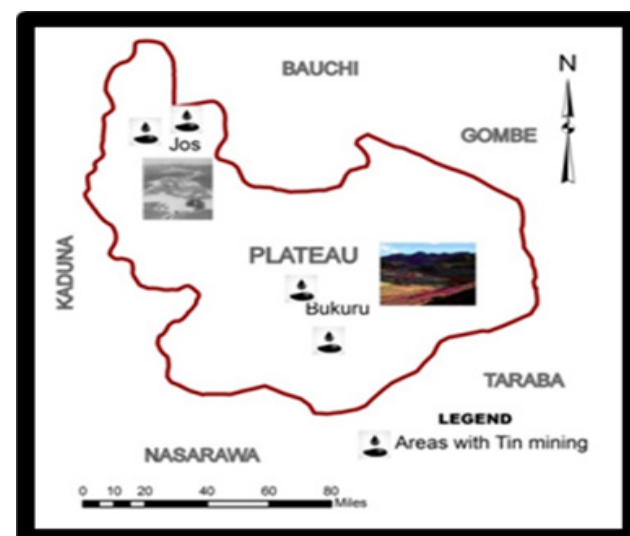 BAUCHI
N
GOMBE
Jos
KADUNA
PLATEAU
Bukuru
TARABA
LEGEND
Areas with Tin mining
NASARAWA
0 10 20 40 60 80
Miles